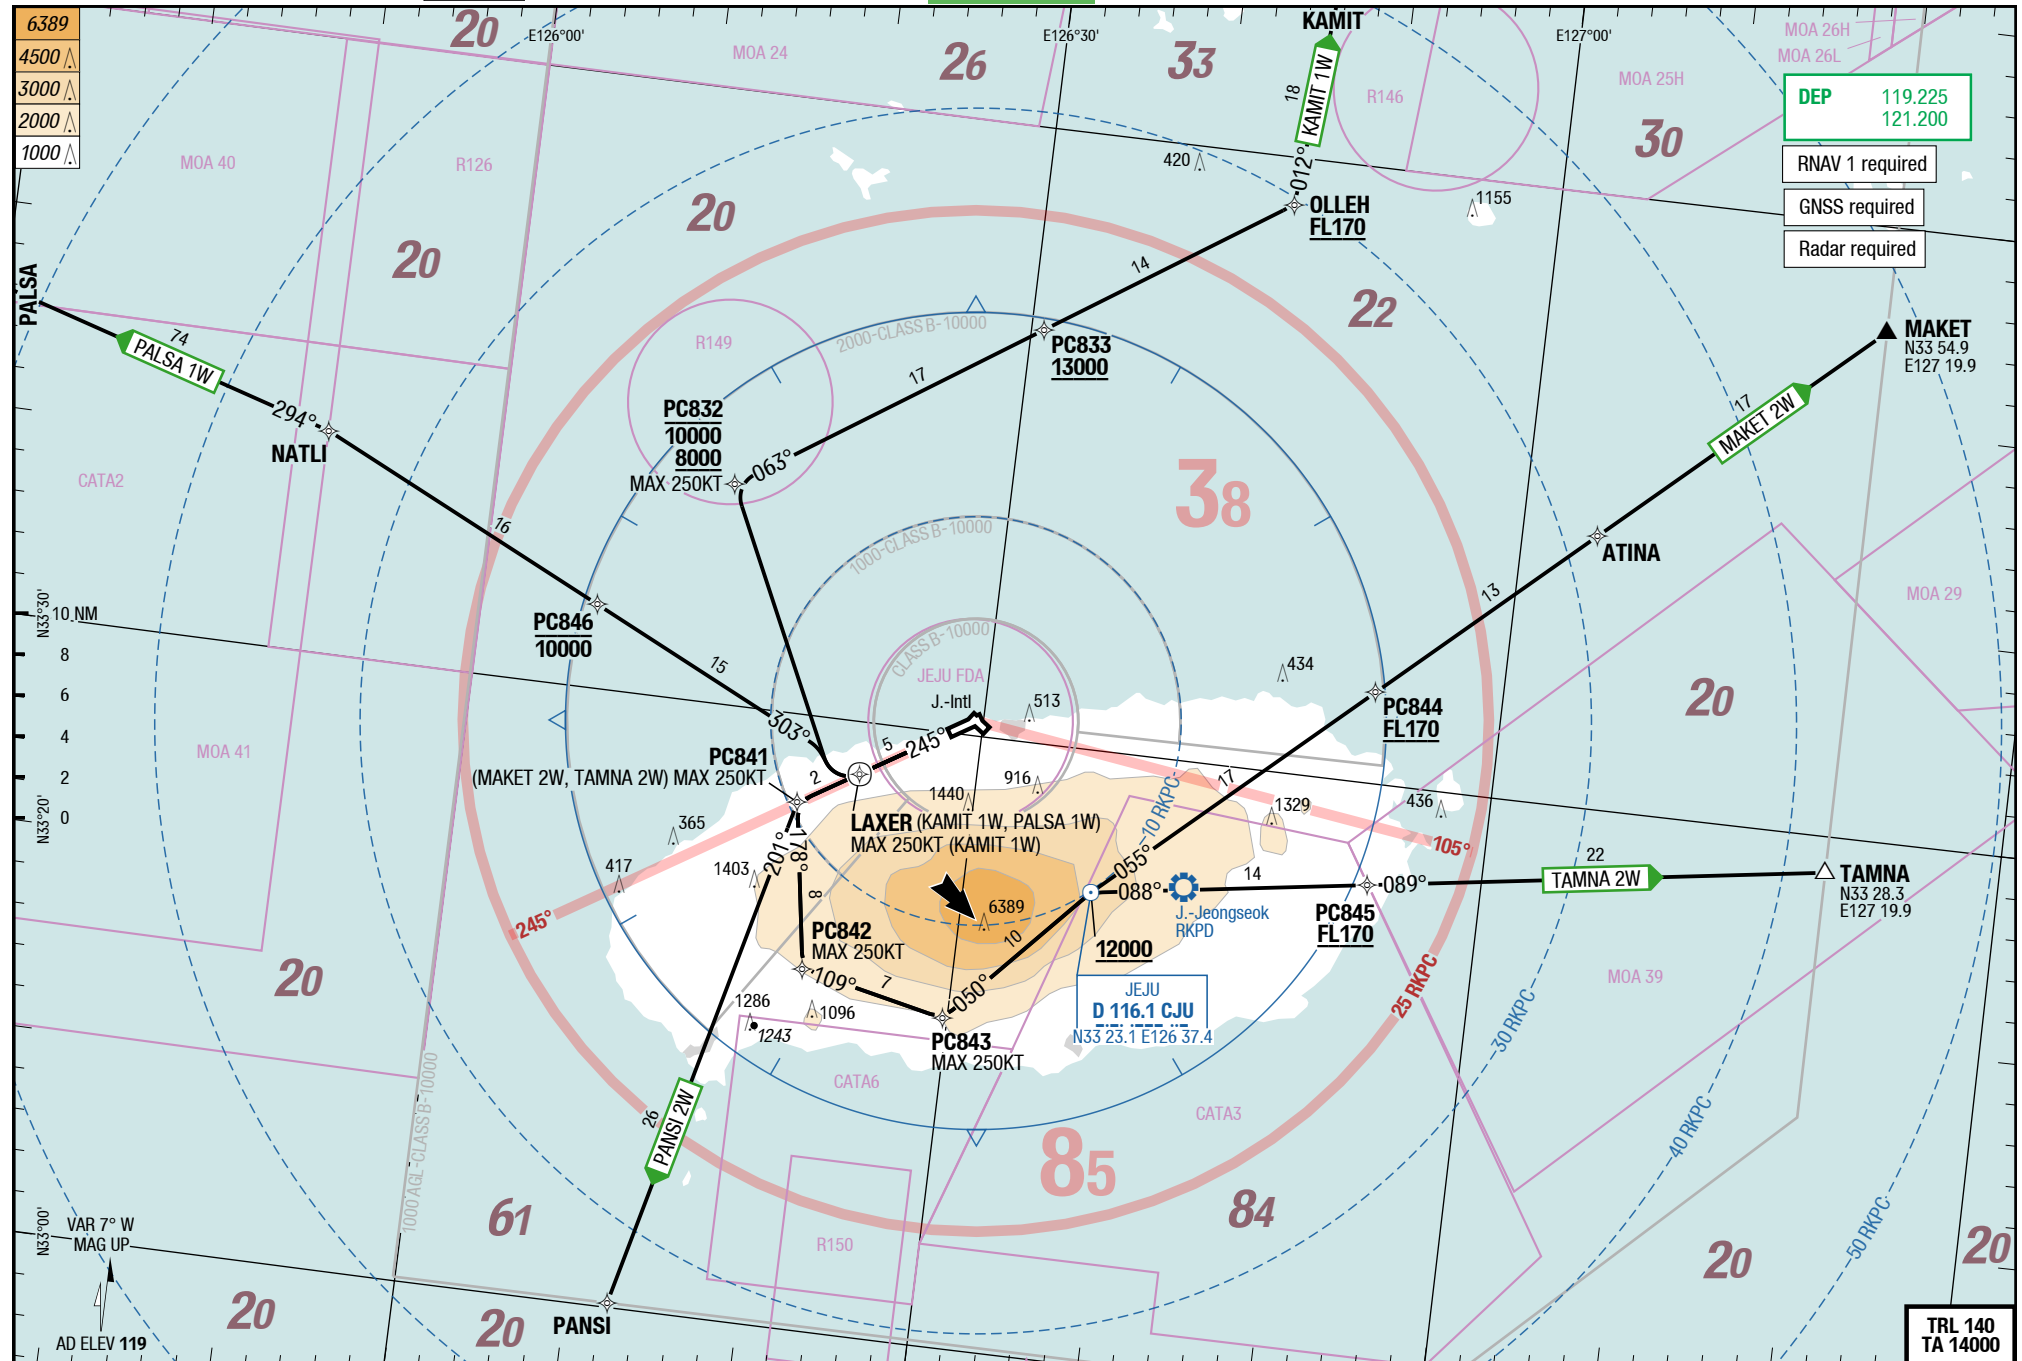 6389
4500
3000
2000
1000
20
E126°00'
MOA 24
26
E126°30'
33
KAMIT
18
KAMIT 1W
012°
R146
E127°00'
MOA 25H
MOA 26H
MOA 26L
30
DEP 119.225
121.200
RNAV 1 required
GNSS required
Radar required
MOA 40
R126
20
20
420
1155
OLLEH
FL170
14
22
PALSA
74
PALSA 1W
294°
NATLI
R149
2000-CLASS B-10000
PC833
13000
17
MAKET
N33 54.9
E127 19.9
17
MAKET 2W
PC832
10000
8000
MAX 250KT
063°
CATA2
16
38
1000-CLASS B-10000
ATINA
13
MOA 29
N33°30'
10 NM
8
6
4
2
0
N33°20'
PC846
10000
15
303°
CLASS B-10000
JEJU FDA
J.-Intl
513
434
PC844
FL170
20
MOA 41
PC841
(MAKET 2W, TAMNA 2W) MAX 250KT
2
5
245°
916
1440
17
10 RKPC
1329
436
105°
365
417
1403
201°
178°
8
LAXER (KAMIT 1W, PALSA 1W)
MAX 250KT (KAMIT 1W)
055°
088°
14
089°
22
TAMNA 2W
TAMNA
N33 28.3
E127 19.9
245°
6389
10
J.-Jeongseok
RKPD
PC845
FL170
PC842
MAX 250KT
109°
7
050°
12000
20
1286
1243
1096
PC843
MAX 250KT
JEJU
D 116.1 CJU
N33 23.1 E126 37.4
25 RKPC
MOA 39
30 RKPC
CATA6
CATA3
1000 AGL-CLASS B-10000
26
PANSI 2W
40 RKPC
85
61
84
50 RKPC
N33°00'
VAR 7° W
MAG UP
R150
20
20
AD ELEV 119
20
20
PANSI
TRL 140
TA 14000